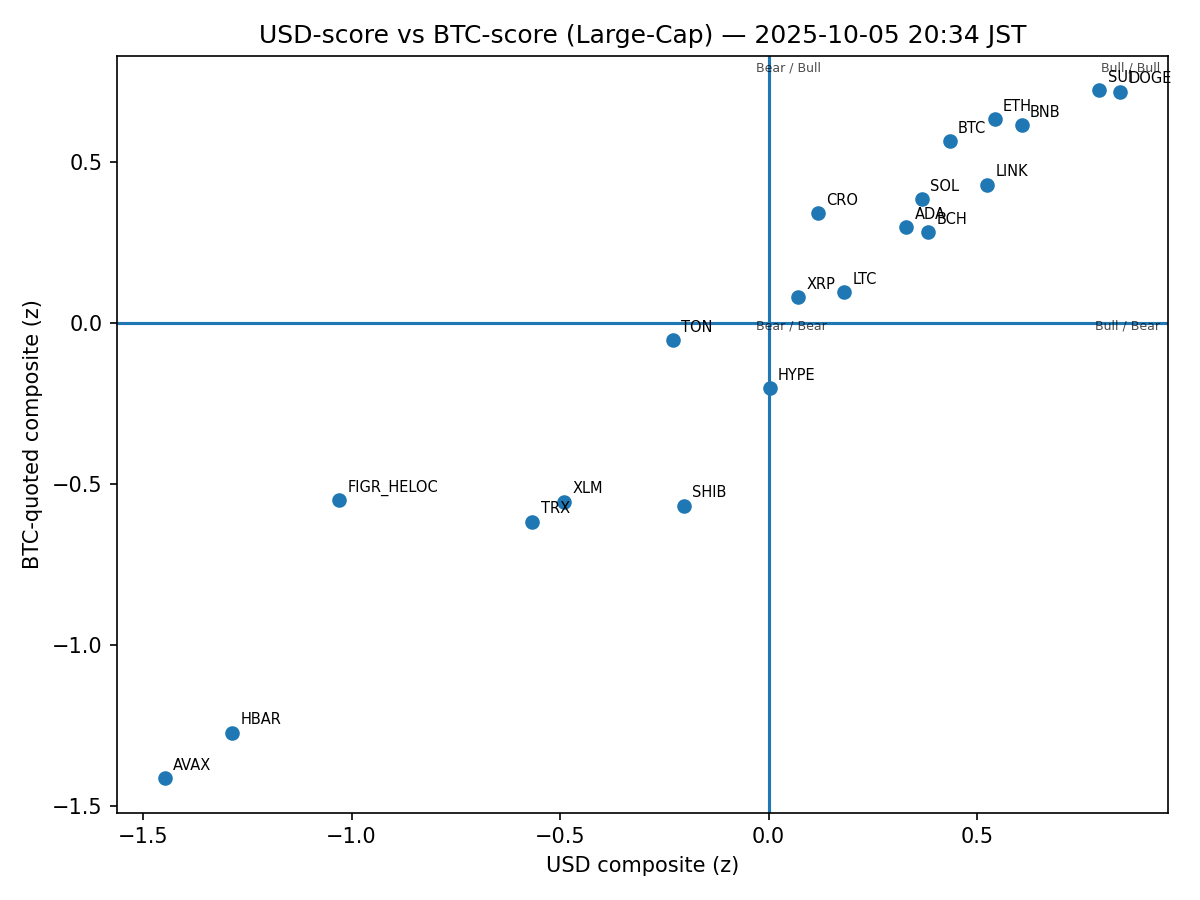 USD-score vs BTC-score (Large-Cap) — 2025-10-05 20:34 JST
Bear / Bull
Bull / Bull
SUI
DOGE
ETH
BNB
BTC
LINK
SOL
CRO
ADA
BCH
XRP
LTC
TON
Bear / Bear
Bull / Bear
HYPE
FIGR_HELOC
XLM
SHIB
TRX
HBAR
AVAX
0.5
0.0
−0.5
−1.0
−1.5
BTC-quoted composite (z)
−1.5
−1.0
−0.5
0.0
0.5
USD composite (z)